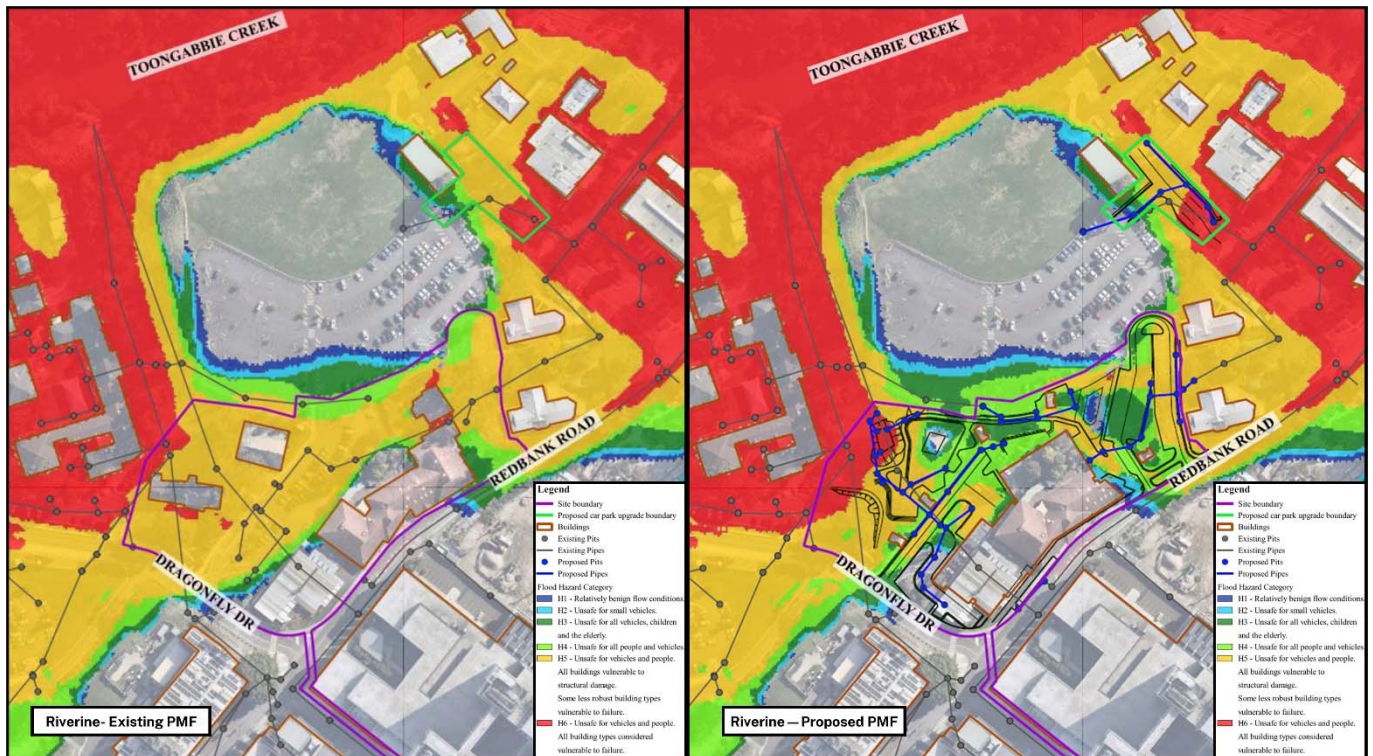 TOONGABBIE CREEK
REDBANK ROAD
DRAGONFLY DR
Riverine- Existing PMF
Legend
Site boundary
Proposed car park upgrade boundary
Buildings
Existing Pits
Existing Pipes
Proposed Pits
Proposed Pipes
Flood Hazard Category
H1 - Relatively benign flow conditions.
H2 - Unsafe for small vehicles.
H3 - Unsafe for all vehicles, children
and the elderly.
H4 - Unsafe for all people and vehicles
H5 - Unsafe for vehicles and people.
All buildings vulnerable to
structural damage.
Some less robust building types
vulnerable to failure.
H6 - Unsafe for vehicles and people.
All building types considered
vulnerable to failure.
TOONGABBIE CREEK
REDBANK ROAD
DRAGONFLY DR
Riverine — Proposed PMF
Legend
Site boundary
Proposed car park upgrade boundary
Buildings
Existing Pits
Existing Pipes
Proposed Pits
Proposed Pipes
Flood Hazard Category
H1 - Relatively benign flow conditions
H2 - Unsafe for small vehicles.
H3 - Unsafe for all vehicles, children
and the elderly.
H4 - Unsafe for all people and vehicles
H5 - Unsafe for vehicles and people.
All buildings vulnerable to
structural damage.
Some less robust building types
vulnerable to failure.
H6 - Unsafe for vehicles and people.
All building types considered
vulnerable to failure.